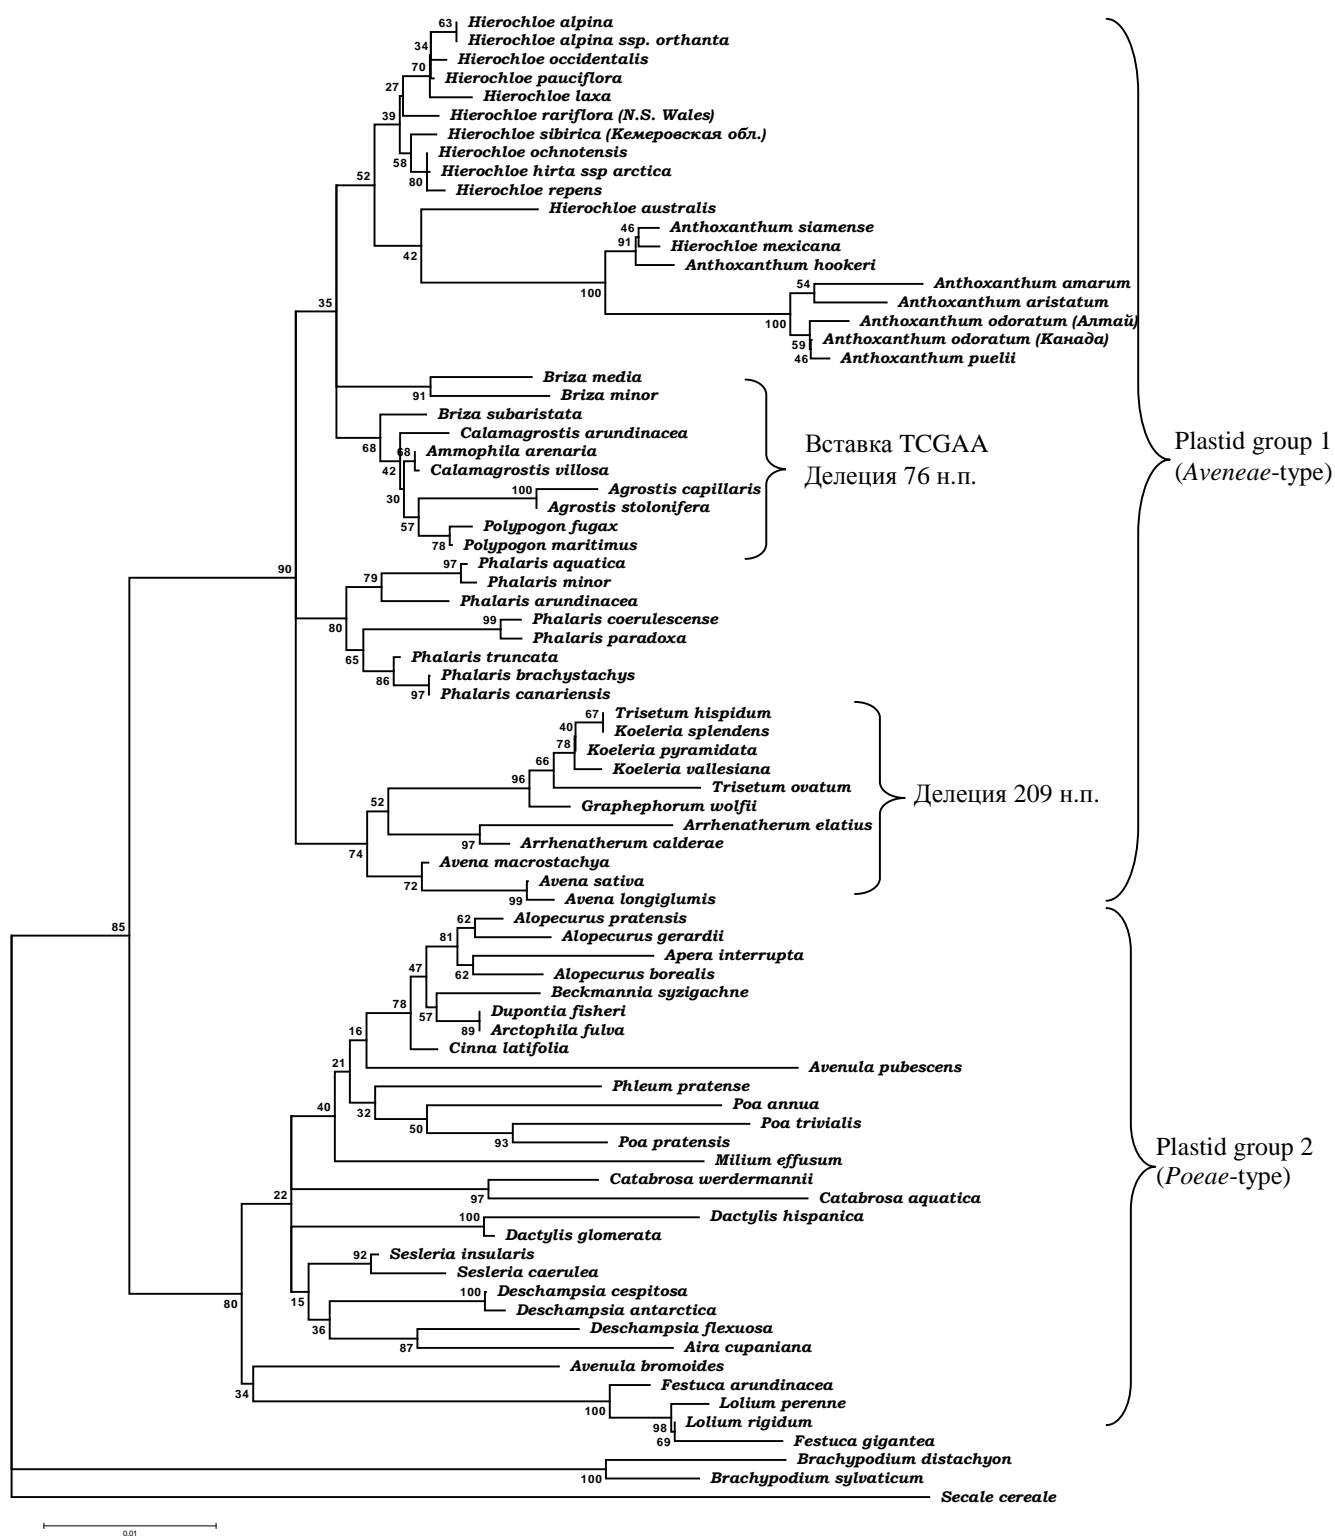 63 Hierochloe alpina
Hierochloe alpina ssp. orthanta
34
Hierochloe occidentalis
70
Hierochloe pauciflora
27
Hierochloe laxa
39
Hierochloe rariflora (N.S. Wales)
Hierochloe sibirica (Кемеровская обл.)
Hierochloe ochnotensis
58
Hierochloe hirta ssp arctica
52
80
Hierochloe repens
Hierochloe australis
46 Anthoxanthum siamense
91 Hierochloe mexicana
42
Anthoxanthum hookeri
100
54 Anthoxanthum amarum
35
Anthoxanthum aristatum
100
Anthoxanthum odoratum (Алтай)
59 Anthoxanthum odoratum (Канада)
46 Anthoxanthum puelii
Briza media
91
Briza minor
Briza subaristata
Calamagrostis arundinacea
68
68 Ammophila arenaria
42 Calamagrostis villosa
100 Agrostis capillaris
30
Agrostis stolonifera
57
Polypogon fugax
78 Polypogon maritimus
Вставка TCGAA
Делеция 76 н.п.
Plastid group 1
(Aveneae-type)
97 Phalaris aquatica
90
79 Phalaris minor
Phalaris arundinacea
99 Phalaris coerulescense
80
Phalaris paradoxa
65
Phalaris truncata
86 Phalaris brachystachys
97 Phalaris canariensis
67 Trisetum hispidum
40 Koeleria splendens
78 Koeleria pyramidata
66 Koeleria vallesiana
96
Trisetum ovatum
Graphephorum wolfii
52
Arrhenatherum elatius
97 Arrhenatherum calderae
74
Avena macrostachya
72 Avena sativa
99 Avena longiglumis
Делеция 209 н.п.
85
62 Alopecurus pratensis
81 Alopecurus gerardii
Apera interrupta
47
62 Alopecurus borealis
Beckmannia syzigachne
78
57 Dupontia fisheri
89 Arctophila fulva
16
Cinna latifolia
21
Avenula pubescens
Phleum pratense
40
32
Poa annua
50
Poa trivialis
93 Poa pratensis
Milium effusum
Catabrosa werdermannii
22
97 Catabrosa aquatica
100 Dactylis hispanica
Dactylis glomerata
92 Sesleria insularis
Sesleria caerulea
100 Deschampsia cespitosa
80
15
Deschampsia antarctica
36
Deschampsia flexuosa
87 Aira cupaniana
Avenula bromoides
34
Festuca arundinacea
100
Lolium perenne
98 Lolium rigidum
69 Festuca gigantea
Plastid group 2
(Poeae-type)
Brachypodium distachyon
100 Brachypodium sylvaticum
Secale cereale
0.01